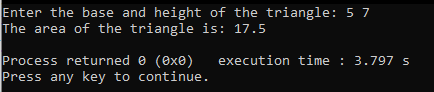 Enter the base and height of the triangle: 5 7
The area of the triangle is: 17.5
Process returned 0 (0x0)   execution time : 3.797 s
Press any key to continue.